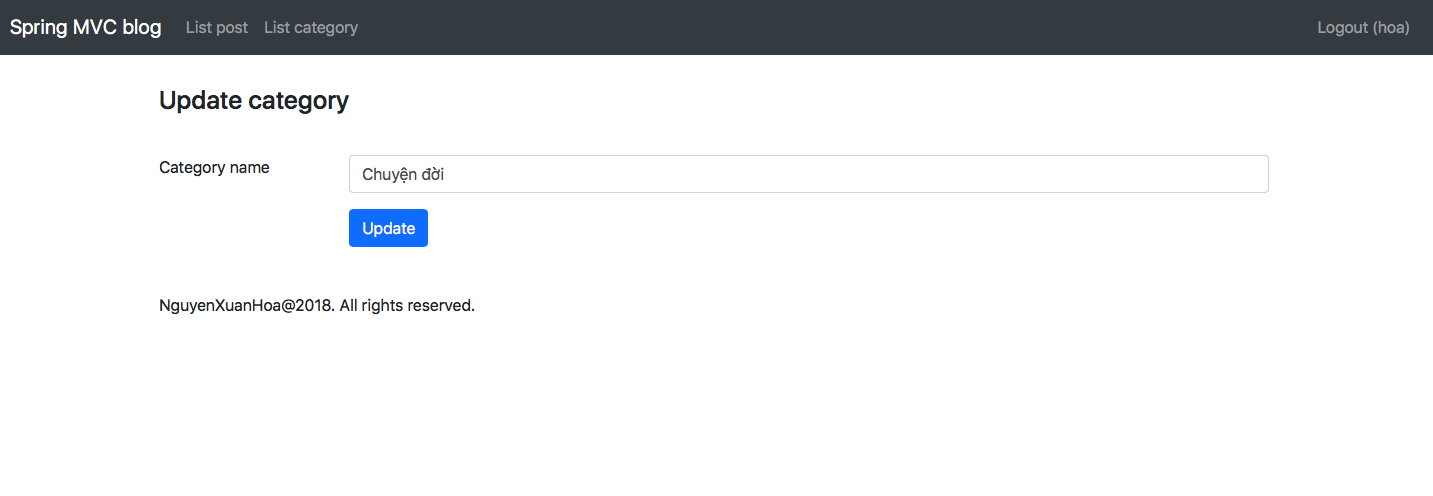 Spring MVC blog List post List category Logout (hoa)
Update category
Category name Chuyện đời
Update
NguyenXuanHoa@2018. All rights reserved.